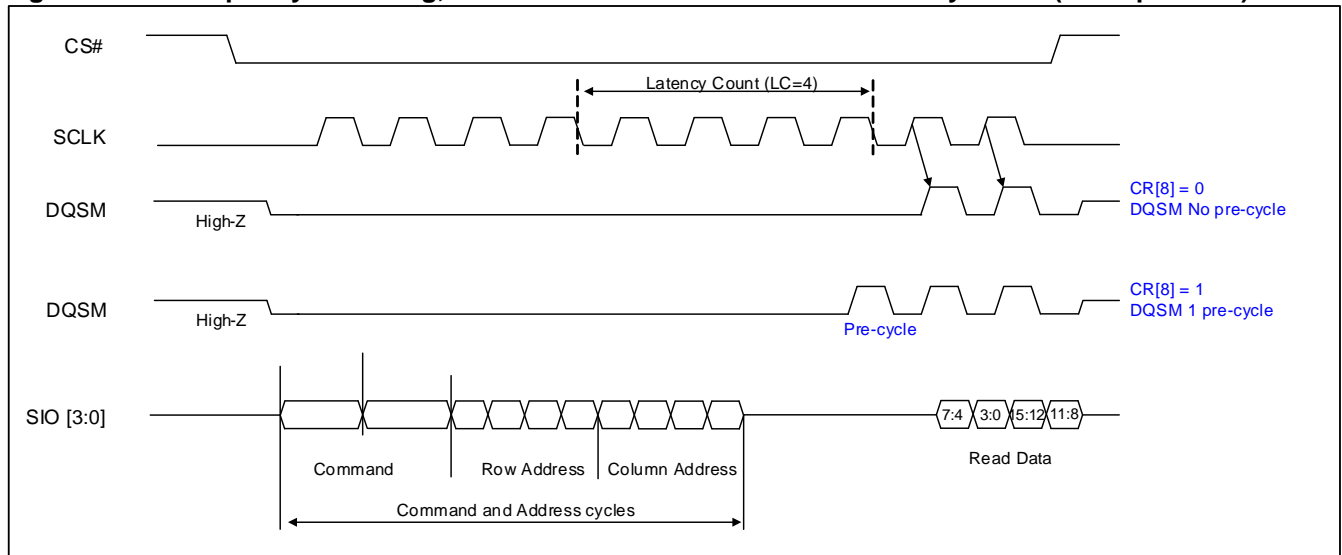 CS#
Latency Count (LC=4)
SCLK
CR[8] = 0
DQSM
DQSM No pre-cycle
High-Z
CR[8] = 1
DQSM
DQSM 1 pre-cycle
High-Z
Pre-cycle
SIO [3:0]
7:4 3:0 15:12 11:8
Command Row Address Column Address Read Data
Command and Address cycles